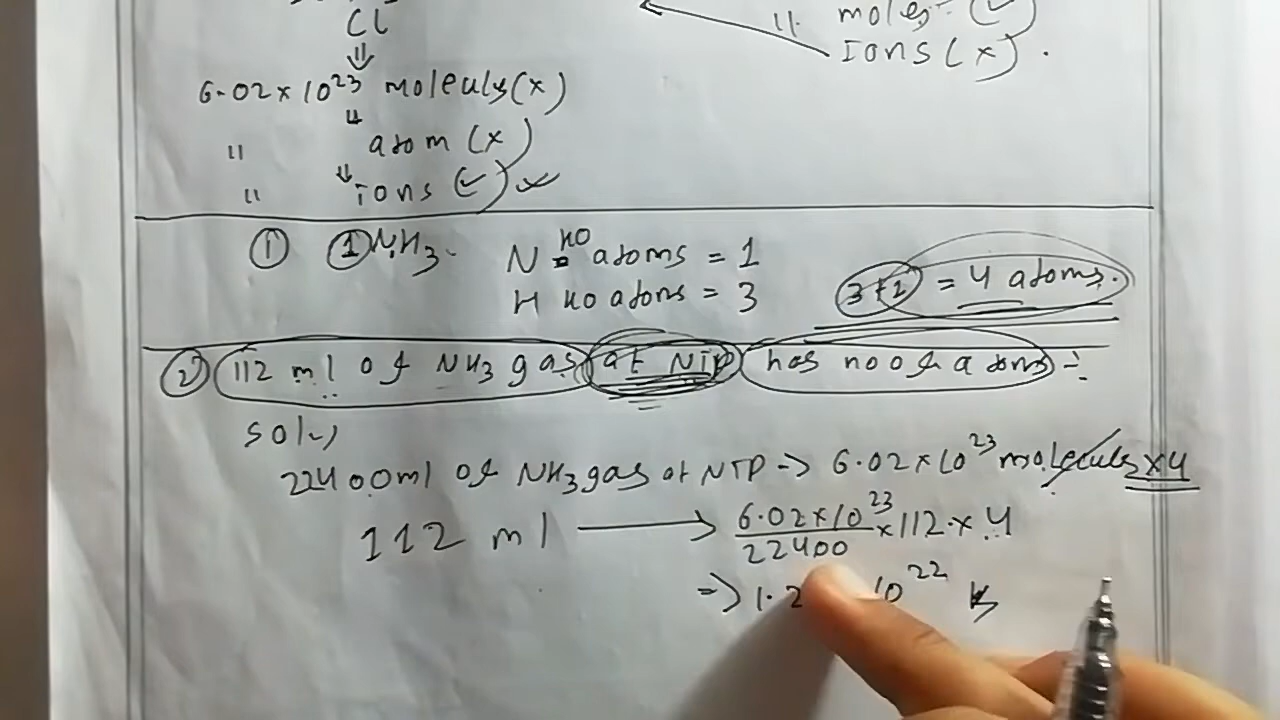 Cl
⇓
6.02×10²³ moleculs(x)
" atom (x)
" ions (✓)
" moles (✓)
Ions (x).
① ①NH3. N no atoms = 1
H no atoms = 3
3+1 = 4 atoms.
② 112 ml of NH3 gas at NTP has no of atoms :-
Sol.,
22400ml of NH3 gas at NTP -> 6.02×10²³ molecules ×4
112 ml -> 6.02×10²³/22400 ×112 × 4
=> 1.2 10²²